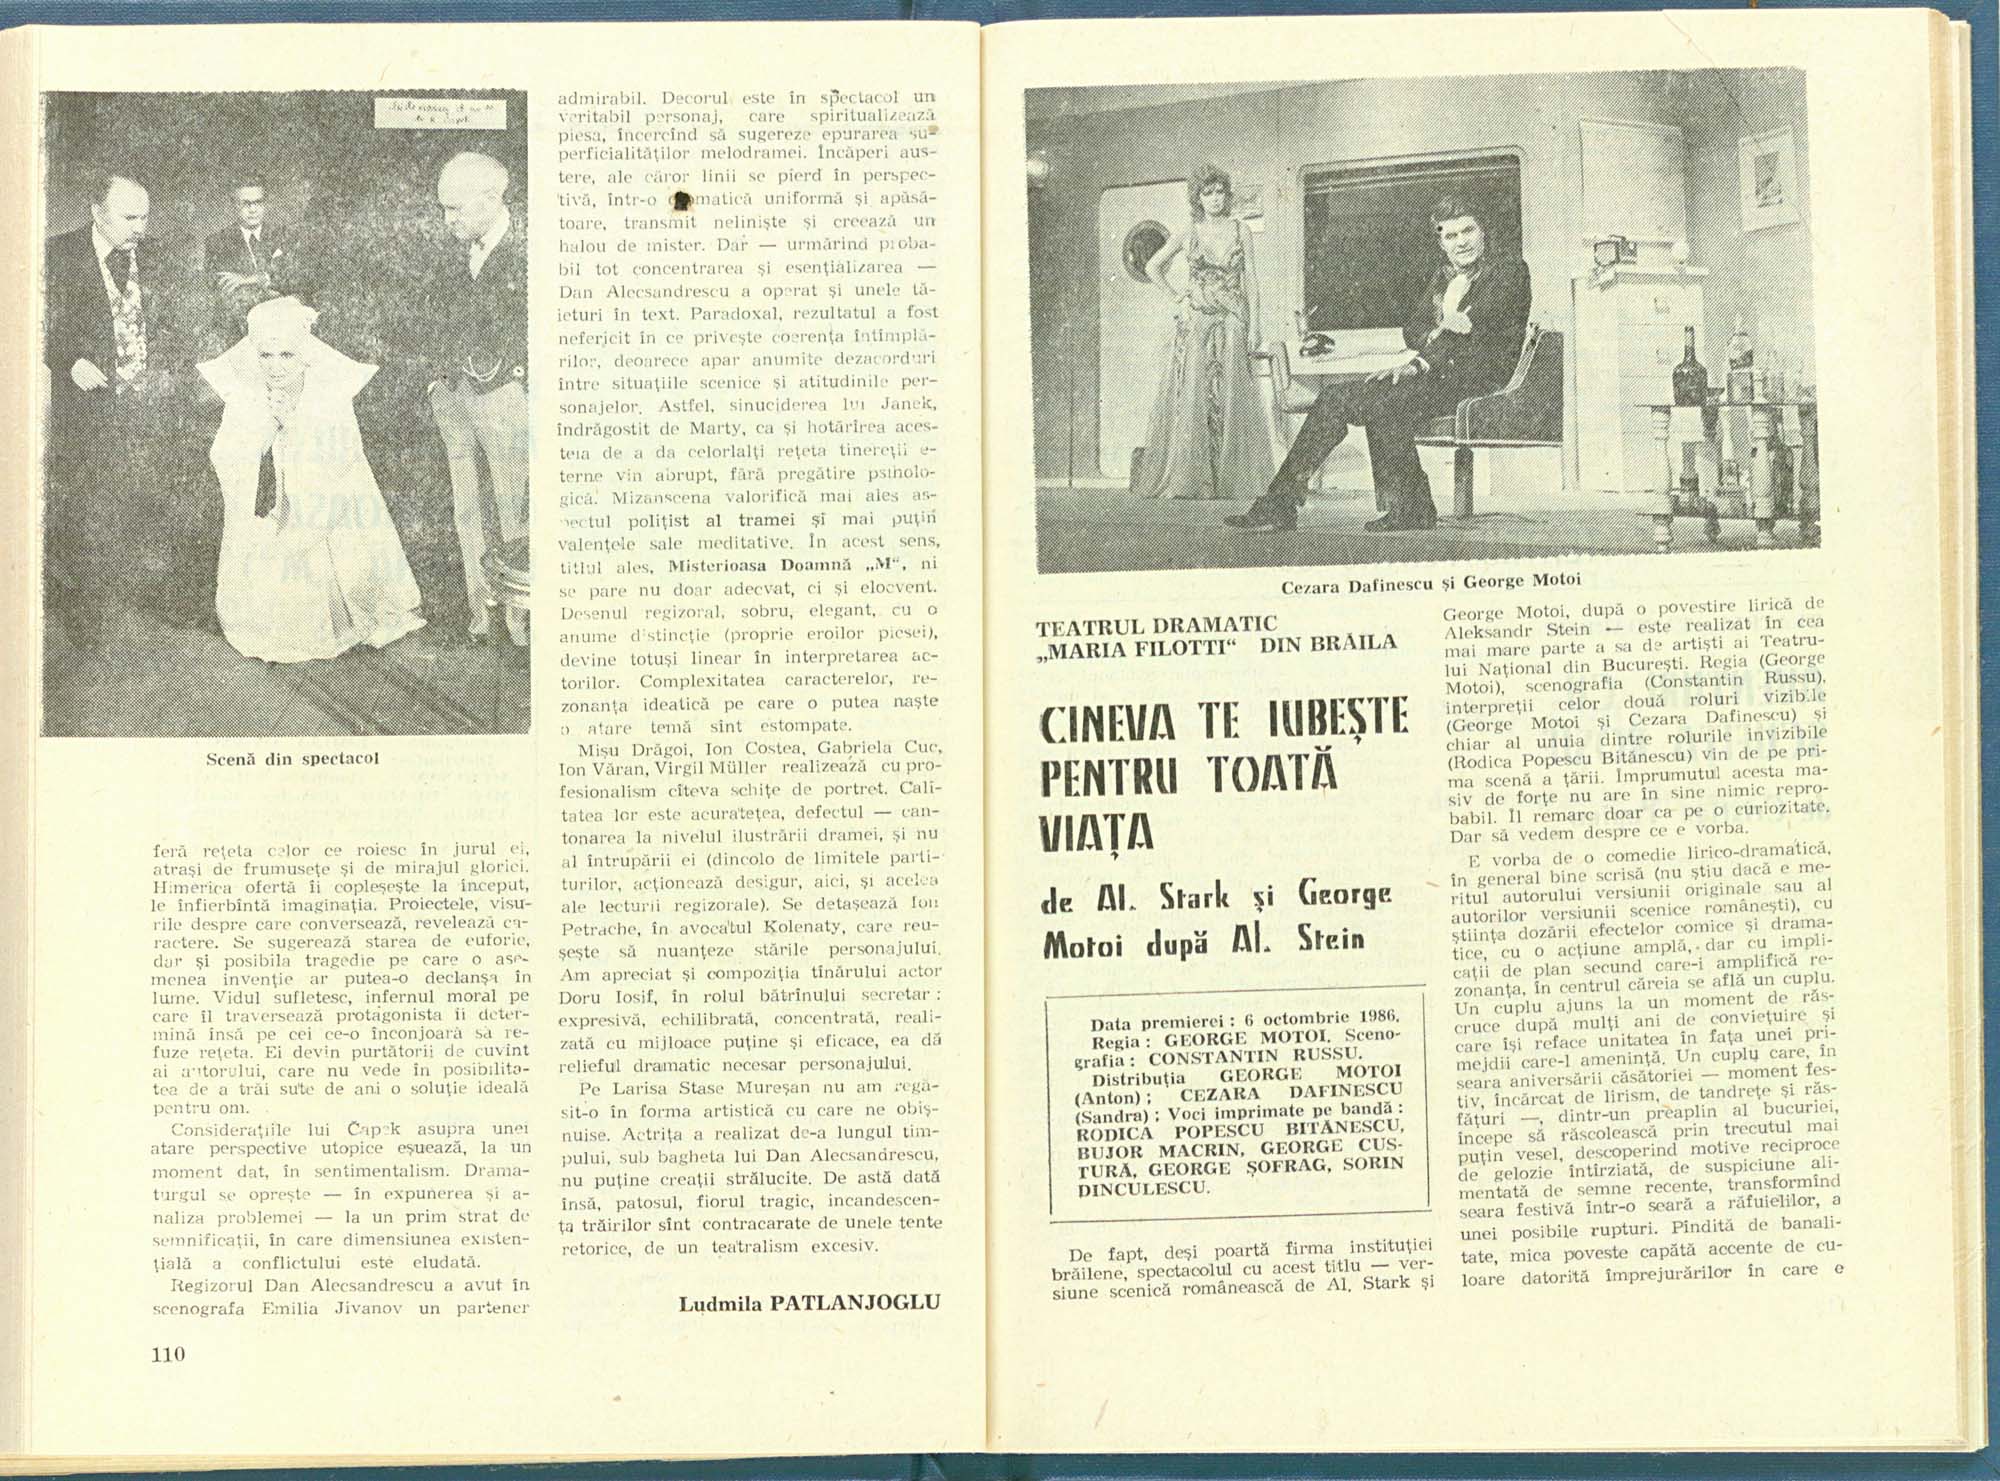 Scenă din spectacol
feră rețeta celor ce roiesc în jurul ei,
atrași de frumusețe și de mirajul gloriei.
Himerica ofertă îi copleșește la început,
le înfierbîntă imaginația. Proiectele, visu-
rile despre care conversează, revelează ca-
ractere. Se sugerează starea de euforie,
dar și posibila tragedie pe care o ase-
menea invenție ar putea-o declanșa în
lume. Vidul sufletesc, infernul moral pe
care îl traversează protagonista îi deter-
mină însă pe cei ce-o înconjoară să re-
fuze rețeta. Ei devin purtătorii de cuvînt
ai autorului, care nu vede în posibilita-
tea de a trăi sute de ani o soluție ideală
pentru om.
Considerațiile lui Čapek asupra unei
atare perspective utopice eșuează, la un
moment dat, în sentimentalism. Drama-
turgul se oprește — în expunerea și a-
naliza problemei — la un prim strat de
semnificații, în care dimensiunea existen-
țială a conflictului este eludată.
Regizorul Dan Alecsandrescu a avut în
scenografa Emilia Jivanov un partener
110
admirabil. Decorul este în spectacol un
veritabil personaj, care spiritualizează
piesa, încercînd să sugereze epurarea su-
perficialităților melodramei. Încăperi aus-
tere, ale căror linii se pierd în perspec-
tivă, într-o matică uniformă și apăsă-
toare, transmit neliniște și creează un
halou de mister. Dar — urmărind proba-
bil tot concentrarea și esențializarea —
Dan Alecsandrescu a operat și unele tă-
ieturi în text. Paradoxal, rezultatul a fost
nefericit în ce privește coerența întîmplă-
rilor, deoarece apar anumite dezacorduri
între situațiile scenice și atitudinile per-
sonajelor. Astfel, sinuciderea lui Janek,
îndrăgostit de Marty, ca și hotărîrea aces-
teia de a da celorlalți rețeta tinereții e-
terne vin abrupt, fără pregătire psiholo-
gică. Mizanscena valorifică mai ales as-
pectul polițist al tramei și mai puțin
valențele sale meditative. În acest sens,
titlul ales, Misterioasa Doamnă „M“, ni
se pare nu doar adecvat, ci și elocvent.
Desenul regizoral, sobru, elegant, cu o
anume distincție (proprie eroilor piesei),
devine totuși linear în interpretarea ac-
torilor. Complexitatea caracterelor, re-
zonanța ideatică pe care o putea naște
o atare temă sînt estompate.
Mișu Drăgoi, Ion Costea, Gabriela Cuc,
Ion Văran, Virgil Müller realizează cu pro-
fesionalism cîteva schițe de portret. Cali-
tatea lor este acuratețea, defectul — can-
tonarea la nivelul ilustrării dramei, și nu
al întrupării ei (dincolo de limitele parti-
turilor, acționează desigur, aici, și acelea
ale lecturii regizorale). Se detașează Ion
Petrache, în avocatul Kolenaty, care reu-
șește să nuanțeze stările personajului.
Am apreciat și compoziția tînărului actor
Doru Iosif, în rolul bătrînului secretar :
expresivă, echilibrată, concentrată, reali-
zată cu mijloace puține și eficace, ea dă
relieful dramatic necesar personajului.
Pe Larisa Stase Mureșan nu am regă-
sit-o în forma artistică cu care ne obiș-
nuise. Actrița a realizat de-a lungul tim-
pului, sub bagheta lui Dan Alecsandrescu,
nu puține creații strălucite. De astă dată
însă, patosul, fiorul tragic, incandescen-
ța trăirilor sînt contracarate de unele tente
retorice, de un teatralism excesiv.
Ludmila PATLANJOGLU
Cezara Dafinescu și George Motoi
TEATRUL DRAMATIC
„MARIA FILOTTI“ DIN BRĂILA
CINEVA TE IUBEȘTE
PENTRU TOATĂ
VIAȚA
de Al. Stark și George
Motoi după Al. Stein
Data premierei : 6 octombrie 1986.
Regia : GEORGE MOTOI. Sceno-
grafia : CONSTANTIN RUSSU.
Distribuția GEORGE MOTOI
(Anton) ; CEZARA DAFINESCU
(Sandra) ; Voci imprimate pe bandă :
RODICA POPESCU BITĂNESCU,
BUJOR MACRIN, GEORGE CUS-
TURĂ, GEORGE ȘOFRAG, SORIN
DINCULESCU.
De fapt, deși poartă firma instituției
brăilene, spectacolul cu acest titlu — ver-
siune scenică românească de Al. Stark și
George Motoi, după o povestire lirică de
Aleksandr Stein — este realizat în cea
mai mare parte a sa de artiști ai Teatru-
lui Național din București. Regia (George
Motoi), scenografia (Constantin Russu),
interpreții celor două roluri vizibile
(George Motoi și Cezara Dafinescu) și
chiar al unuia dintre rolurile invizibile
(Rodica Popescu Bitănescu) vin de pe pri-
ma scenă a țării. Împrumutul acesta ma-
siv de forțe nu are în sine nimic repro-
babil. Îl remarc doar ca pe o curiozitate.
Dar să vedem despre ce e vorba.
E vorba de o comedie lirico-dramatică,
în general bine scrisă (nu știu dacă e me-
ritul autorului versiunii originale sau al
autorilor versiunii scenice românești), cu
știința dozării efectelor comice și drama-
tice, cu o acțiune amplă, dar cu impli-
cații de plan secund care-i amplifică re-
zonanța, în centrul căreia se află un cuplu.
Un cuplu ajuns la un moment de răs-
cruce după mulți ani de conviețuire și
care își reface unitatea în fața unei pri-
mejdii care-l amenință. Un cuplu care, în
seara aniversării căsătoriei — moment fes-
tiv, încărcat de lirism, de tandrețe și răs-
fățuri —, dintr-un preaplin al bucuriei,
începe să răscolească prin trecutul mai
puțin vesel, descoperind motive reciproce
de gelozie întîrziată, de suspiciune ali-
mentată de semne recente, transformînd
seara festivă într-o seară a răfuielilor, a
unei posibile rupturi. Pîndită de banali-
tate, mica poveste capătă accente de cu-
loare datorită împrejurărilor în care e